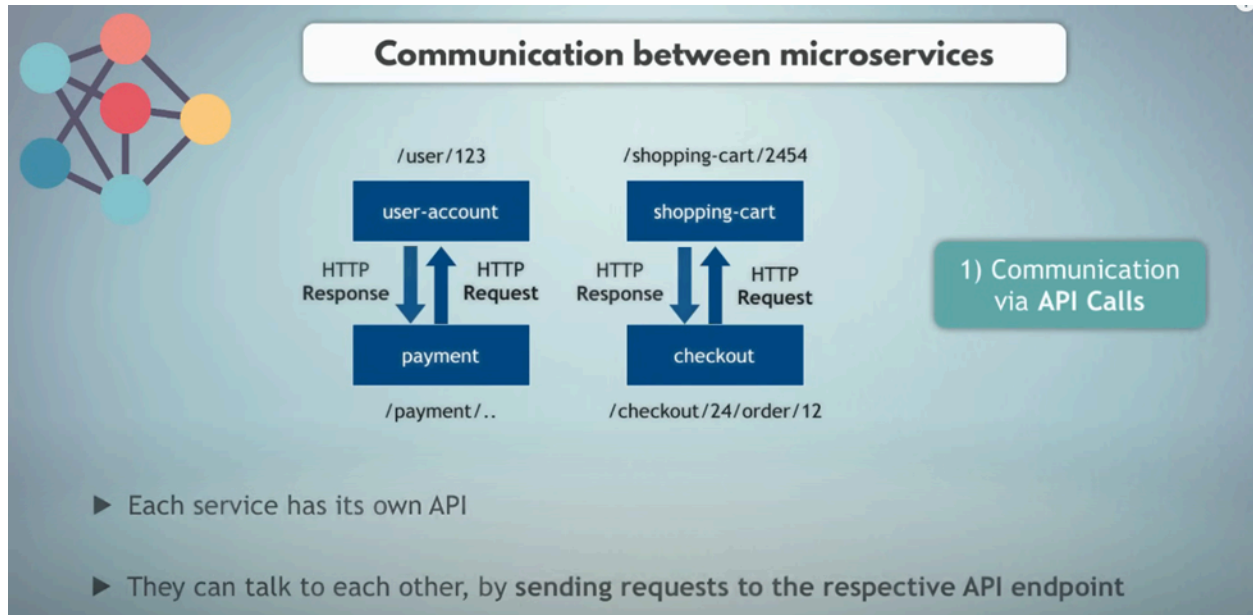 Communication between microservices
/user/123
/shopping-cart/2454
user-account
shopping-cart
HTTP
Response
HTTP
Request
HTTP
Response
HTTP
Request
1) Communication
via API Calls
payment
checkout
/payment/..
/checkout/24/order/12
► Each service has its own API
► They can talk to each other, by sending requests to the respective API endpoint